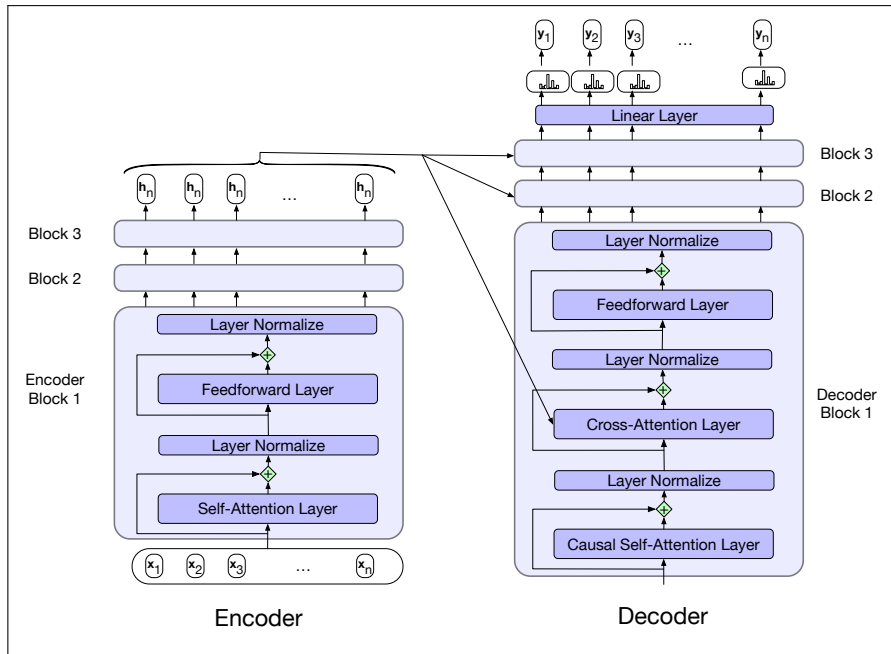 y1 y2 y3 ... yn
Linear Layer
Block 3
Block 2
hn hn hn ... hn
Block 3
Block 2
Layer Normalize
Feedforward Layer
Layer Normalize
Self-Attention Layer
Encoder
Block 1
x1 x2 x3 ... xn
Encoder
Layer Normalize
+
Feedforward Layer
Layer Normalize
+
Cross-Attention Layer
Layer Normalize
+
Causal Self-Attention Layer
Decoder
Block 1
Decoder
+
+